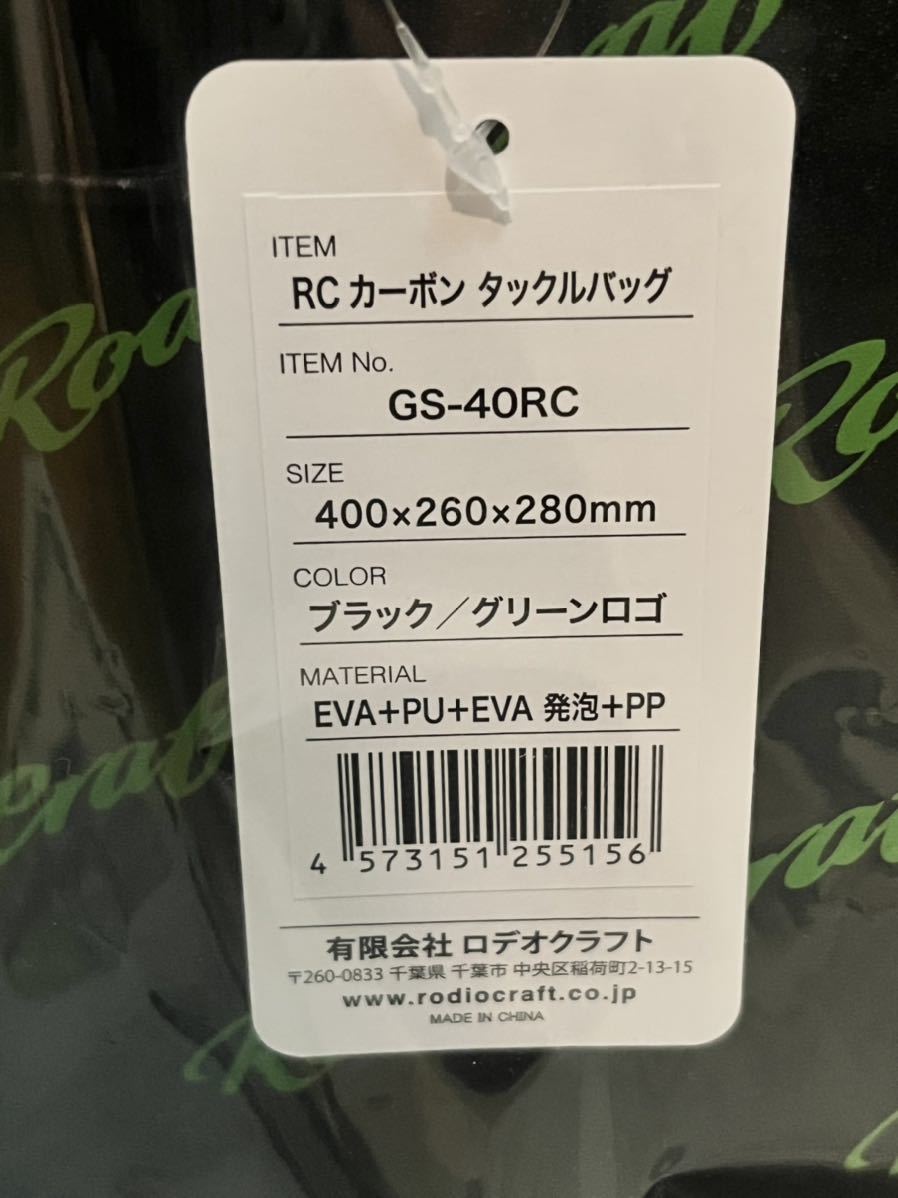 ITEM
RC カーボン タックルバッグ
ITEM No.
GS-40RC
SIZE
400×260×280mm
COLOR
ブラック／グリーンロゴ
MATERIAL
EVA+PU+EVA 発泡+PP
4 573151 255156
有限会社 ロデオクラフト
〒260-0833 千葉県 千葉市 中央区稲荷町2-13-15
www.rodiocraft.co.jp
MADE IN CHINA